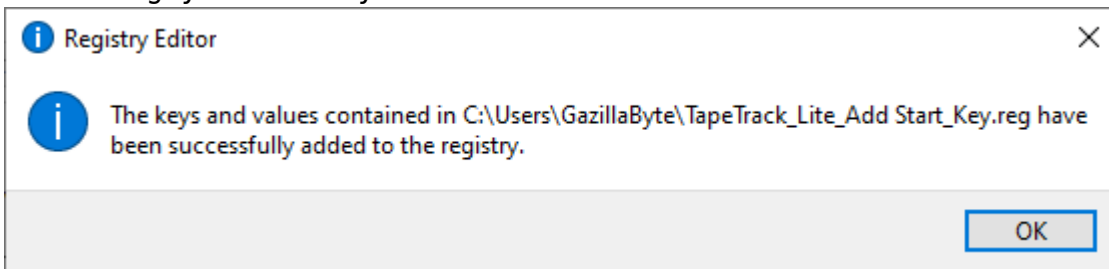 Registry Editor
The keys and values contained in C:\Users\GazillaByte\TapeTrack_Lite_Add Start_Key.reg have
been successfully added to the registry.
OK